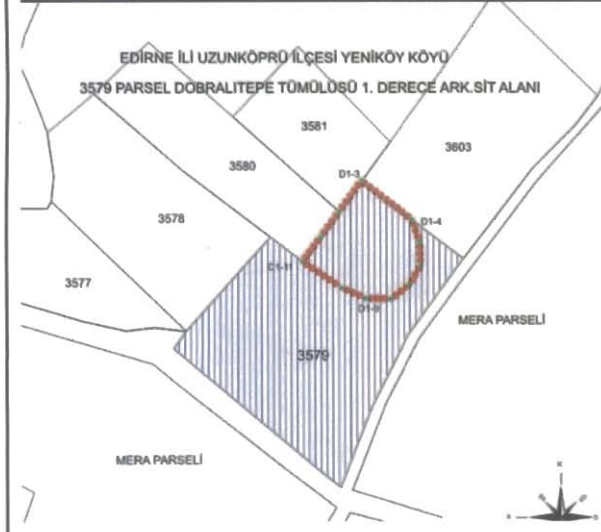 EDİRNE İLİ UZUNKÖPRÜ İLÇESİ YENİKÖY KÖYÜ
3579 PARSEL DOBRALITEPE TÜMÜLÜSÜ 1. DERECE ARK.SİT ALANI
3581
3603
3580
D1-3
3578
D1-4
D1-11
3577
D1-9
MERA PARSELİ
3579
MERA PARSELİ
K